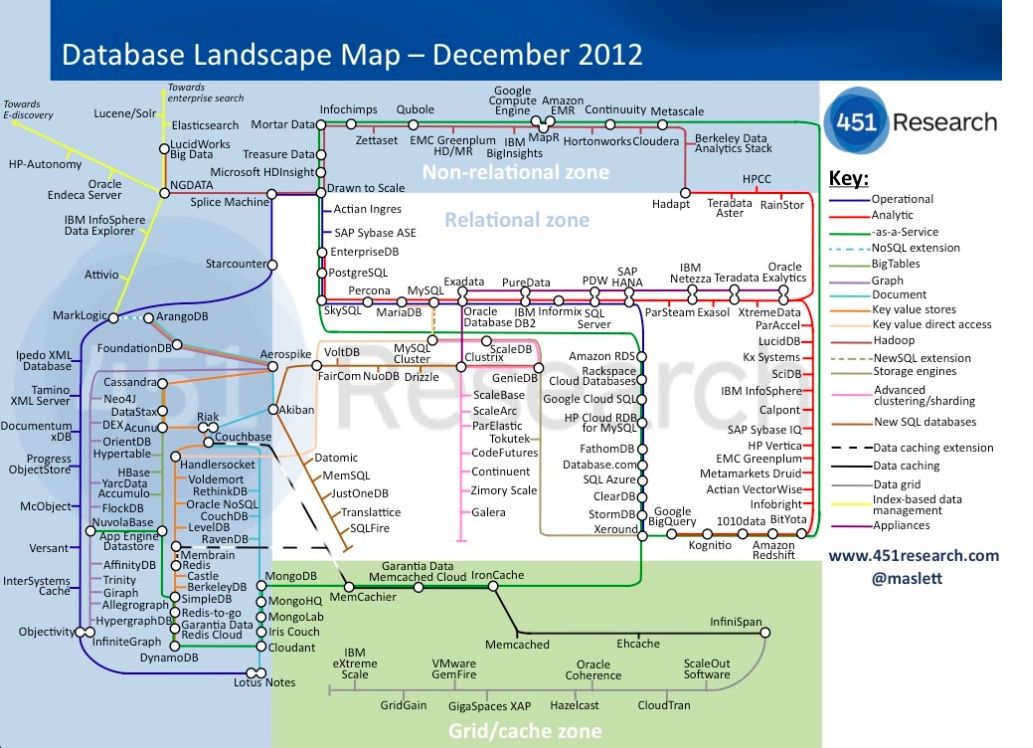 Database Landscape Map – December 2012
Towards
E-discovery
Towards
enterprise search
Lucene/Solr
Elasticsearch
LucidWorks
Big Data
HP-Autonomy
Oracle
Endeca Server
NGDATA
IBM InfoSphere
Data Explorer
Attivio
MarkLogic
Splice Machine
Starcounter
Infochimps
Qubole
Google
Compute
Engine
Amazon
EMR
Continuity
Metascale
Mortar Data
Zettaset
EMC Greenplum
HD/MR
IBM
BigInsights
MapR
Hortonworks
Cloudera
Berkeley Data
Analytics Stack
Treasure Data
Microsoft HDInsight
Non-relational zone
Drawn to Scale
Relational zone
Hadapt
Teradata
Aster
HPCC
RainStor
Actian Ingres
SAP Sybase ASE
EnterpriseDB
PostgreSQL
SkySQL
Percona
MariaDB
MySQL
Exadata
Oracle
Database
PureData
IBM
DB2
Informix
PDW
SQL
Server
SAP
HANA
IBM
Netezza
ParSteam
Exasol
Teradata
Oracle
Exalytics
XtremeData
ParAccel
LucidDB
Kx Systems
SciDB
IBM InfoSphere
Calpont
SAP Sybase IQ
HP Vertica
EMC Greenplum
Metamarkets Druid
Actian VectorWise
Infobright
BitYota
Amazon
Redshift
1010data
Kognitio
Google
BigQuery
ArangoDB
FoundationDB
Aerospike
Akiban
VoltDB
FairCom
NuoDB
Drizzle
MySQL
Cluster
Clustrix
ScaleDB
GenieDB
ScaleBase
ScaleArc
ParElastic
Tokutek
CodeFutures
Continuent
Zimory Scale
Galera
Amazon RDS
Rackspace
Cloud Databases
Google Cloud SQL
HP Cloud RDB
for MySQL
FathomDB
Database.com
SQL Azure
ClearDB
StormDB
Xeround
Datomic
MemSQL
JustOneDB
Translattice
SQLFire
Ipedo XML
Database
Tamino
XML Server
Documentum
xDB
Progress
ObjectStore
McObject
Versant
InterSystems
Cache
Objectivity
Cassandra
Neo4J
DataStax
DEX
Acunu
OrientDB
Hypertable
HBase
YarcData
Accumulo
FlockDB
NuvolaBase
App Engine
Datastore
AffinityDB
Trinity
Giraph
Allegrograph
HypergraphDB
InfiniteGraph
Riak
Couchbase
Handlersocket
Voldemort
RethinkDB
Oracle NoSQL
CouchDB
LevelDB
RavenDB
Membrain
Redis
Castle
BerkeleyDB
SimpleDB
Redis-to-go
Garantia Data
Redis Cloud
DynamoDB
MongoDB
MongoHQ
MongoLab
Iris Couch
Cloudant
Lotus Notes
MemCachier
Garantia Data
Memcached Cloud
IronCache
Memcached
Ehcache
InfiniSpan
IBM
eXtreme
Scale
GridGain
VMware
GemFire
GigaSpaces XAP
Oracle
Coherence
Hazelcast
ScaleOut
Software
CloudTran
Grid/cache zone
451 Research
451 Research
Key:
Operational
Analytic
-as-a-Service
NoSQL extension
BigTables
Graph
Document
Key value stores
Key value direct access
Hadoop
NewSQL extension
Storage engines
Advanced
clustering/sharding
New SQL databases
Data caching extension
Data caching
Data grid
Index-based data
management
Appliances
www.451research.com
@maslett